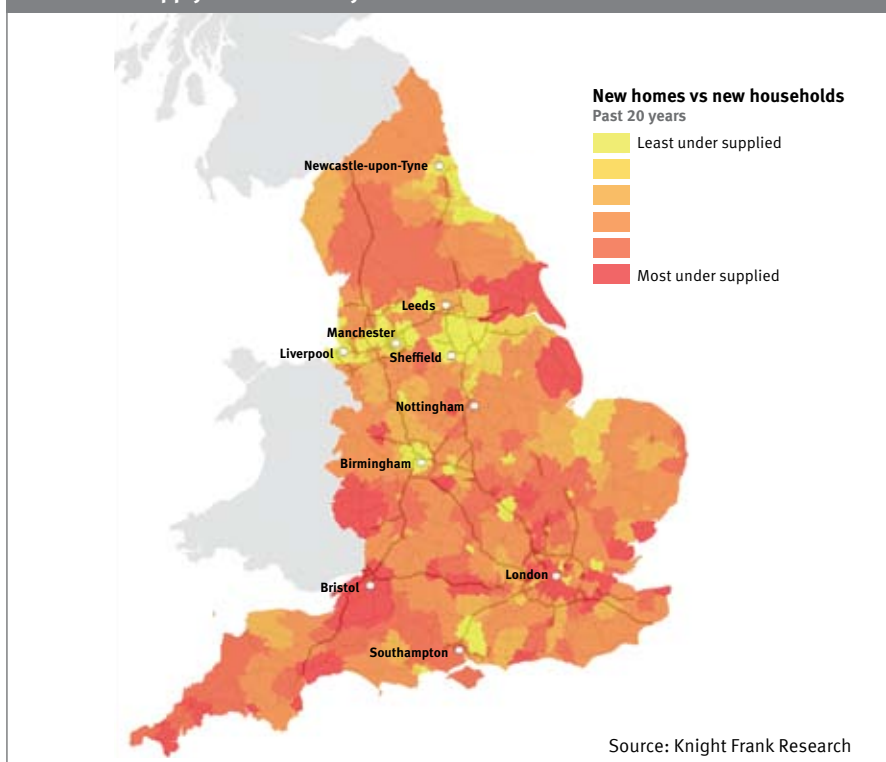 New homes vs new households
Past 20 years
Least under supplied
Most under supplied
Newcastle-upon-Tyne
Leeds
Manchester
Liverpool
Sheffield
Nottingham
Birmingham
London
Bristol
Southampton
Source: Knight Frank Research